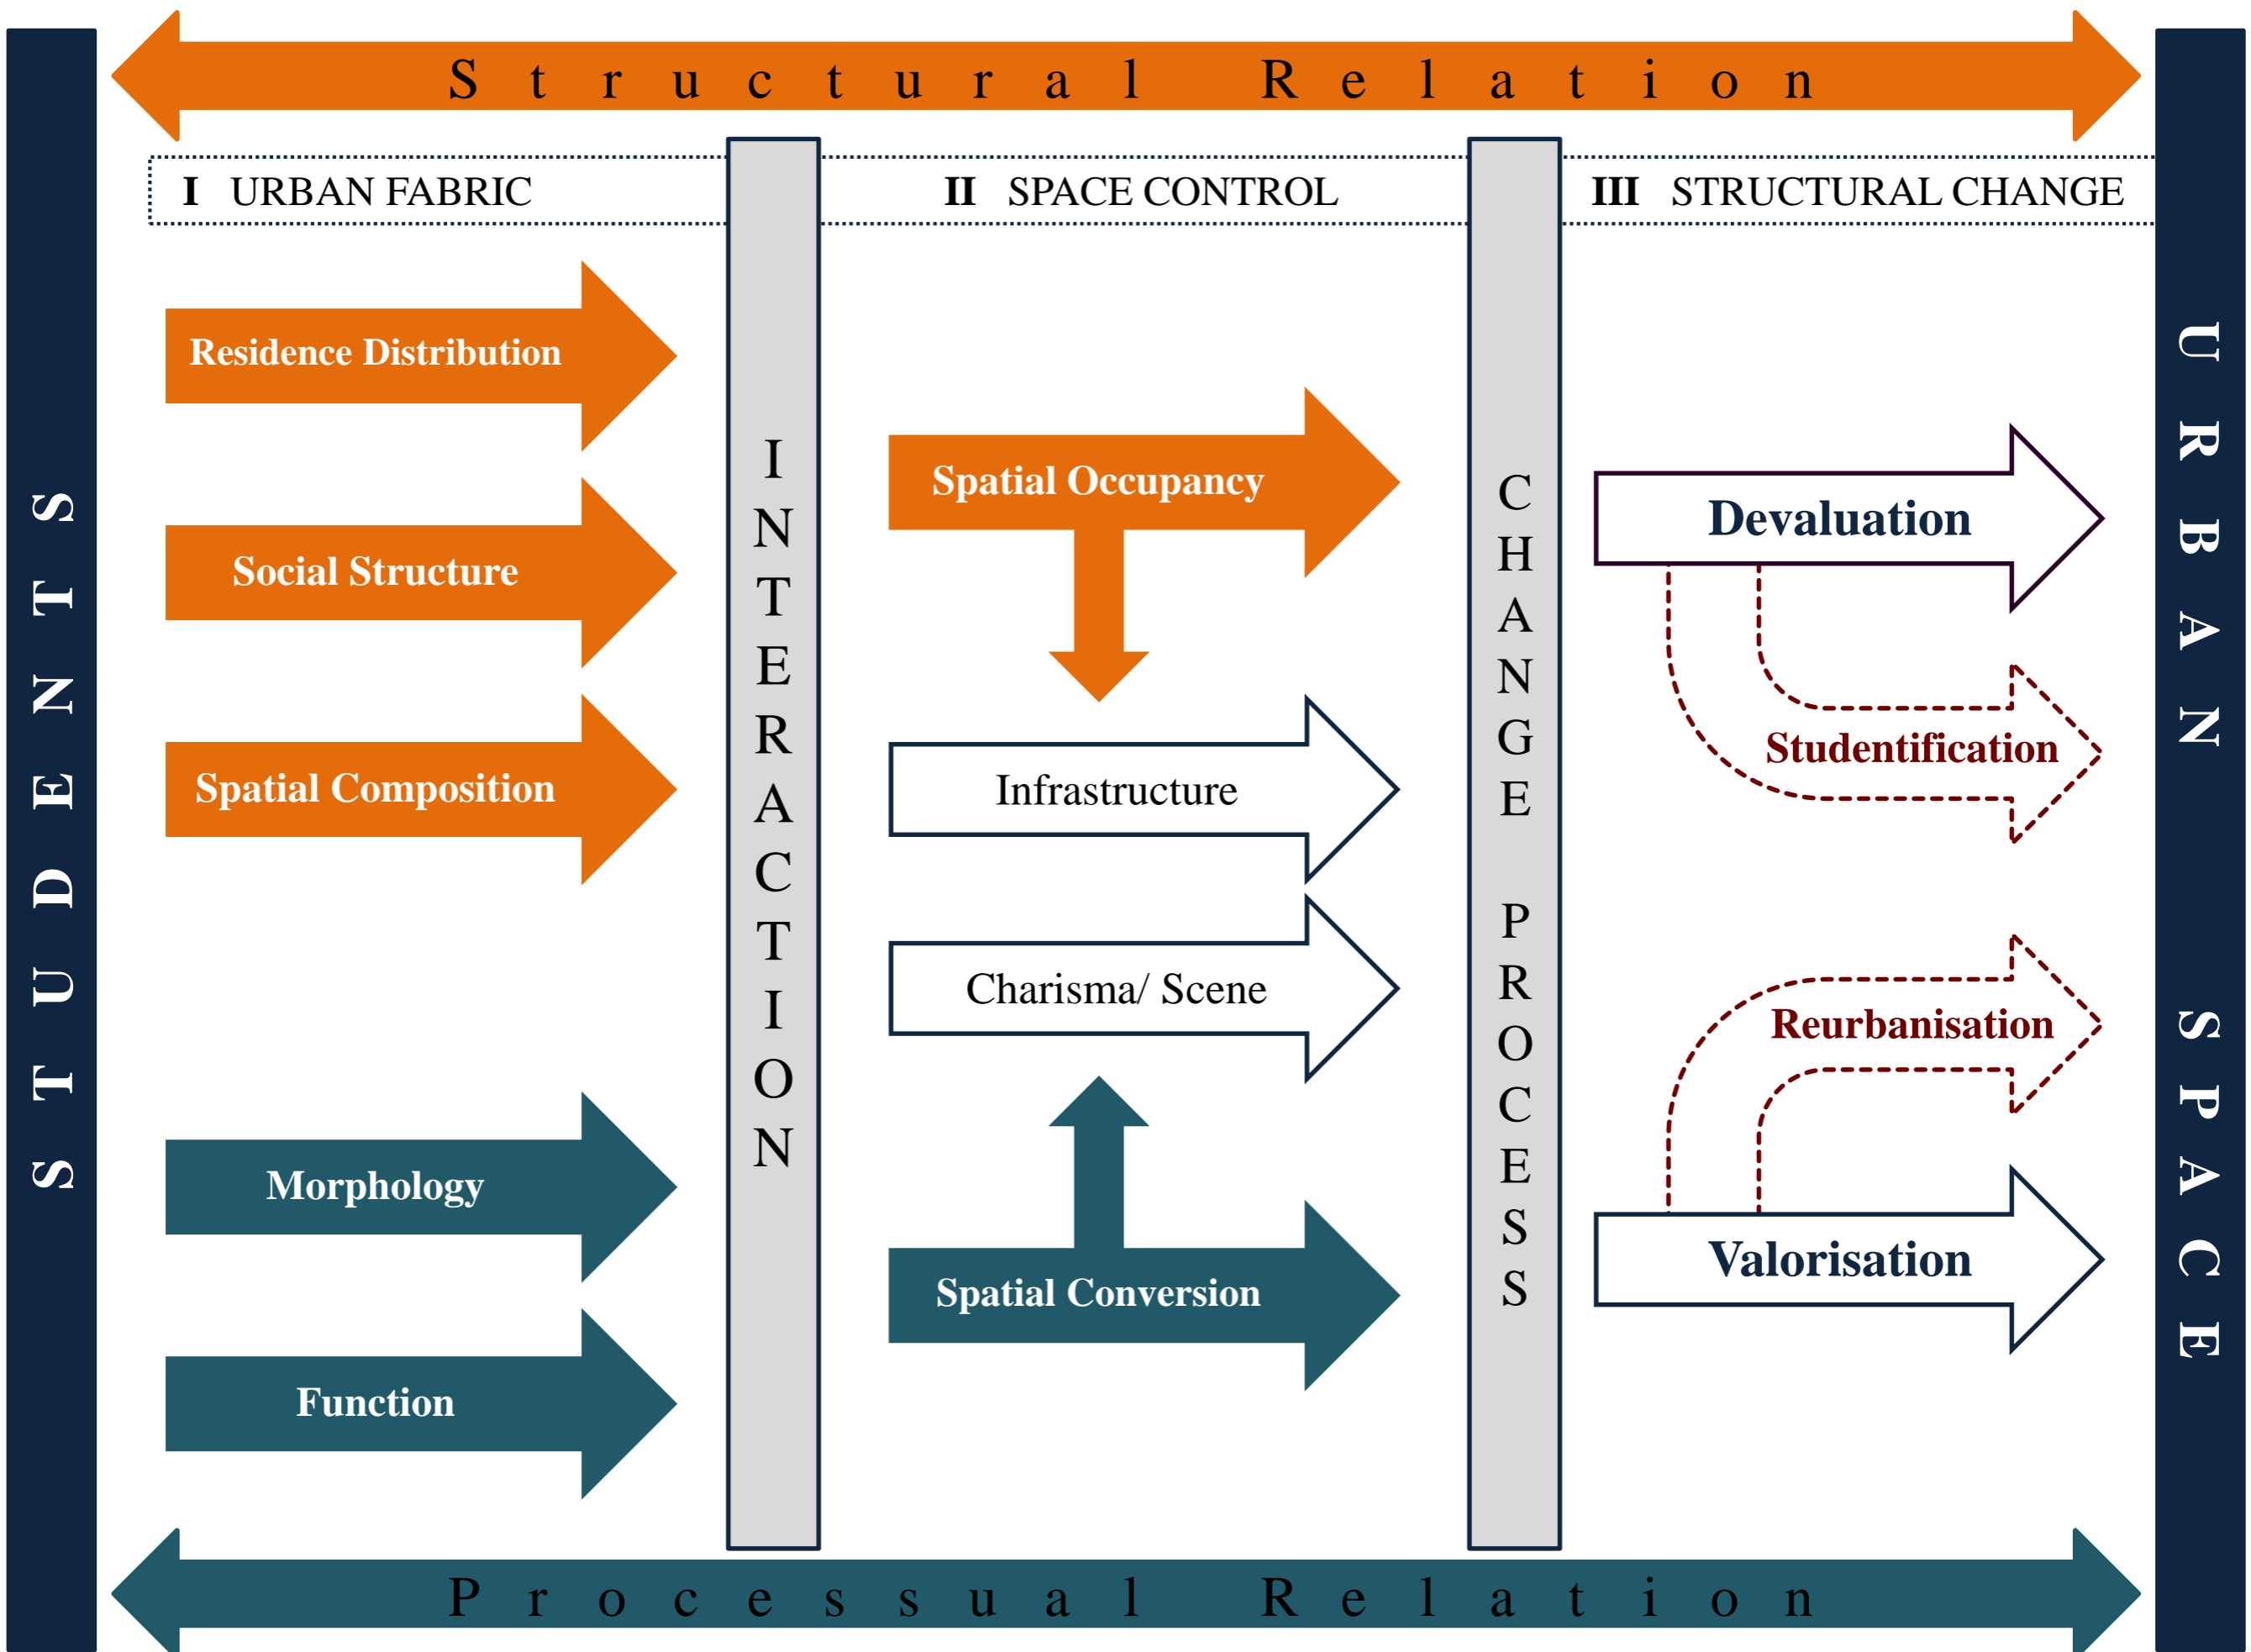 Structural Relation
STUDENTS
I URBAN FABRIC
II SPACE CONTROL
III STRUCTURAL CHANGE
Residence Distribution
Social Structure
Spatial Composition
Morphology
Function
INTERACTION
Spatial Occupancy
Infrastructure
Charisma/ Scene
Spatial Conversion
CHANGE PROCESS
Devaluation
Studentification
Reurbanisation
Valorisation
URBAN SPACE
Processual Relation